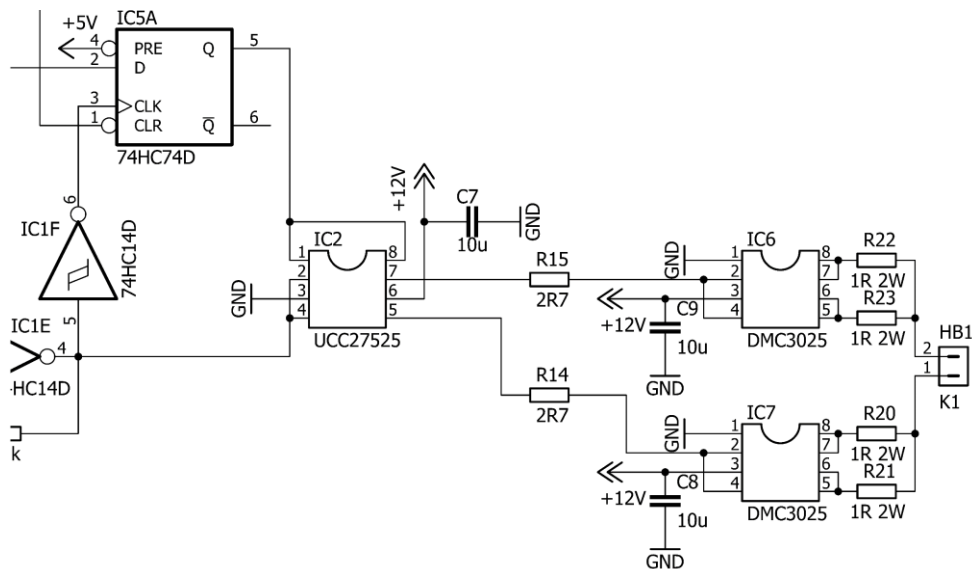 IC5A
+5V
4 PRE Q 5
2 D
3 CLK
1 CLR Q 6
74HC74D
6
IC1F
74HC14D
5
IC1E
4
HC14D
k
+12V
C7
10u
GND
IC2
1 8
2 7
3 6
4 5
GND
UCC27525
R15
2R7
R14
2R7
GND
IC6
1 8
2 7
3 6
4 5
+12V
C9
10u
GND
DMC3025
R22
1R 2W
R23
1R 2W
HB1
2
1
K1
GND
IC7
1 8
2 7
3 6
4 5
+12V
C8
10u
GND
DMC3025
R20
1R 2W
R21
1R 2W